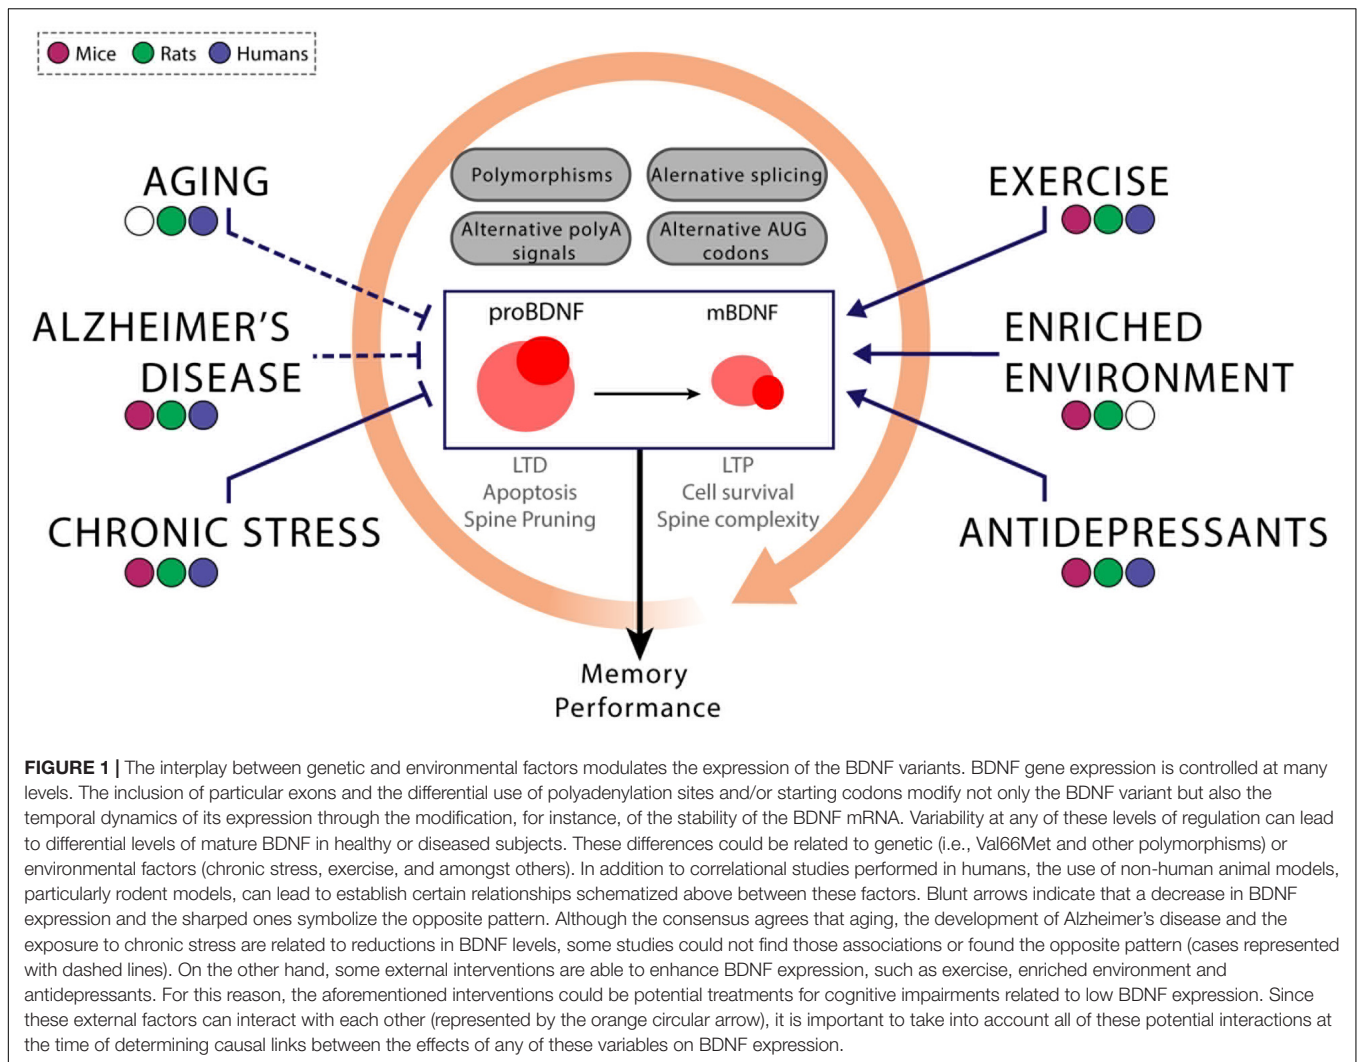 Mice Rats Humans
AGING
ALZHEIMER'S
DISEASE
CHRONIC STRESS
Polymorphisms
Alernative splicing
Alternative polyA
signals
Alternative AUG
codons
proBDNF
mBDNF
LTD
Apoptosis
Spine Pruning
LTP
Cell survival
Spine complexity
EXERCISE
ENRICHED
ENVIRONMENT
ANTIDEPRESSANTS
Memory
Performance
FIGURE 1 | The interplay between genetic and environmental factors modulates the expression of the BDNF variants. BDNF gene expression is controlled at many
levels. The inclusion of particular exons and the differential use of polyadenylation sites and/or starting codons modify not only the BDNF variant but also the
temporal dynamics of its expression through the modification, for instance, of the stability of the BDNF mRNA. Variability at any of these levels of regulation can lead
to differential levels of mature BDNF in healthy or diseased subjects. These differences could be related to genetic (i.e., Val66Met and other polymorphisms) or
environmental factors (chronic stress, exercise, and amongst others). In addition to correlational studies performed in humans, the use of non-human animal models,
particularly rodent models, can lead to establish certain relationships schematized above between these factors. Blunt arrows indicate that a decrease in BDNF
expression and the sharped ones symbolize the opposite pattern. Although the consensus agrees that aging, the development of Alzheimer's disease and the
exposure to chronic stress are related to reductions in BDNF levels, some studies could not find those associations or found the opposite pattern (cases represented
with dashed lines). On the other hand, some external interventions are able to enhance BDNF expression, such as exercise, enriched environment and
antidepressants. For this reason, the aforementioned interventions could be potential treatments for cognitive impairments related to low BDNF expression. Since
these external factors can interact with each other (represented by the orange circular arrow), it is important to take into account all of these potential interactions at
the time of determining causal links between the effects of any of these variables on BDNF expression.